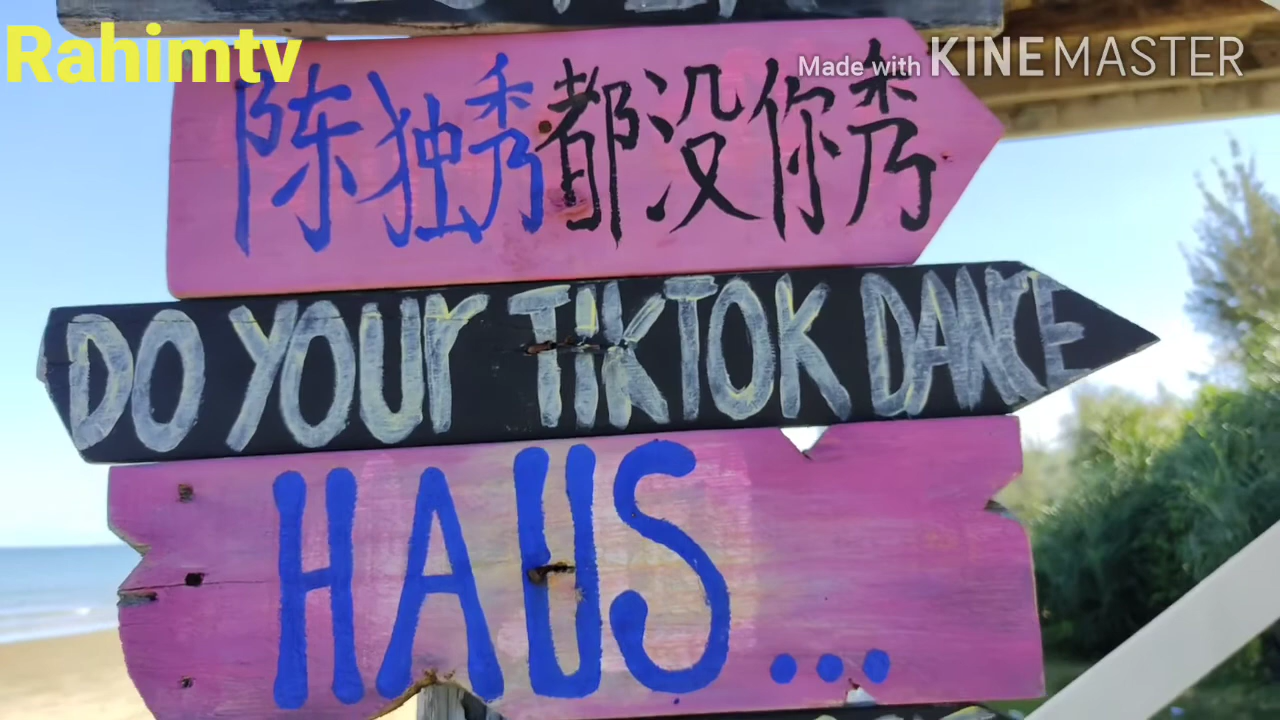 Rahimtv
Made with KINEMASTER
陈独秀都没你秀
DO YOUr TIKTOK DANCE
HAUS...